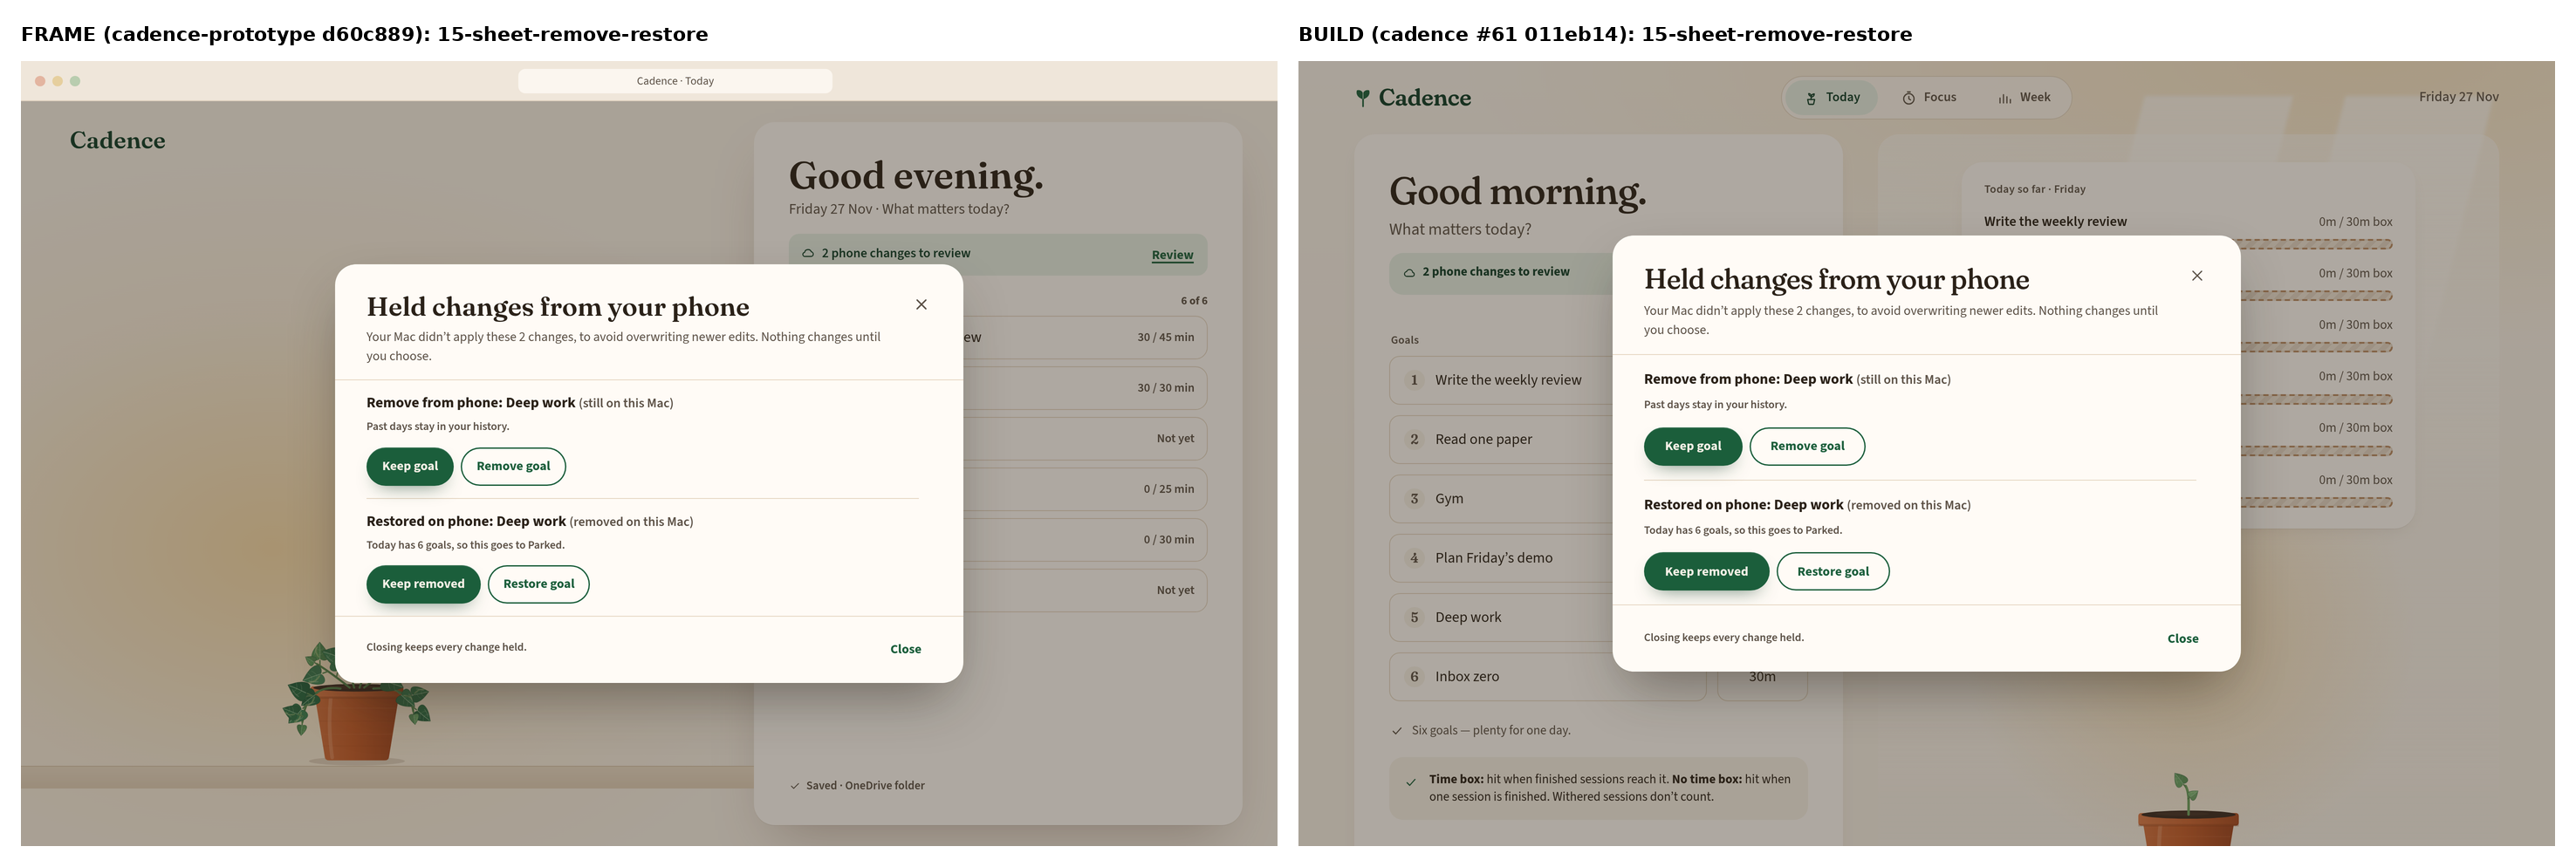 FRAME (cadence-prototype d60c889): 15-sheet-remove-restore
Cadence · Today
Cadence
Good evening.
Friday 27 Nov · What matters today?
2 phone changes to review
Review
6 of 6
ew
30 / 45 min
30 / 30 min
Not yet
0 / 25 min
0 / 30 min
Not yet
Saved · OneDrive folder
Held changes from your phone
Your Mac didn’t apply these 2 changes, to avoid overwriting newer edits. Nothing changes until
you choose.
Remove from phone: Deep work (still on this Mac)
Past days stay in your history.
Keep goal
Remove goal
Restored on phone: Deep work (removed on this Mac)
Today has 6 goals, so this goes to Parked.
Keep removed
Restore goal
Closing keeps every change held.
Close
BUILD (cadence #61 011eb14): 15-sheet-remove-restore
Cadence
Today
Focus
Week
Friday 27 Nov
Good morning.
What matters today?
2 phone changes to review
Goals
1 Write the weekly review
2 Read one paper
3 Gym
4 Plan Friday’s demo
5 Deep work
6 Inbox zero
30m
Six goals — plenty for one day.
Time box: hit when finished sessions reach it. No time box: hit when
one session is finished. Withered sessions don’t count.
Today so far · Friday
Write the weekly review
0m / 30m box
0m / 30m box
0m / 30m box
0m / 30m box
0m / 30m box
0m / 30m box
Held changes from your phone
Your Mac didn’t apply these 2 changes, to avoid overwriting newer edits. Nothing changes until
you choose.
Remove from phone: Deep work (still on this Mac)
Past days stay in your history.
Keep goal
Remove goal
Restored on phone: Deep work (removed on this Mac)
Today has 6 goals, so this goes to Parked.
Keep removed
Restore goal
Closing keeps every change held.
Close